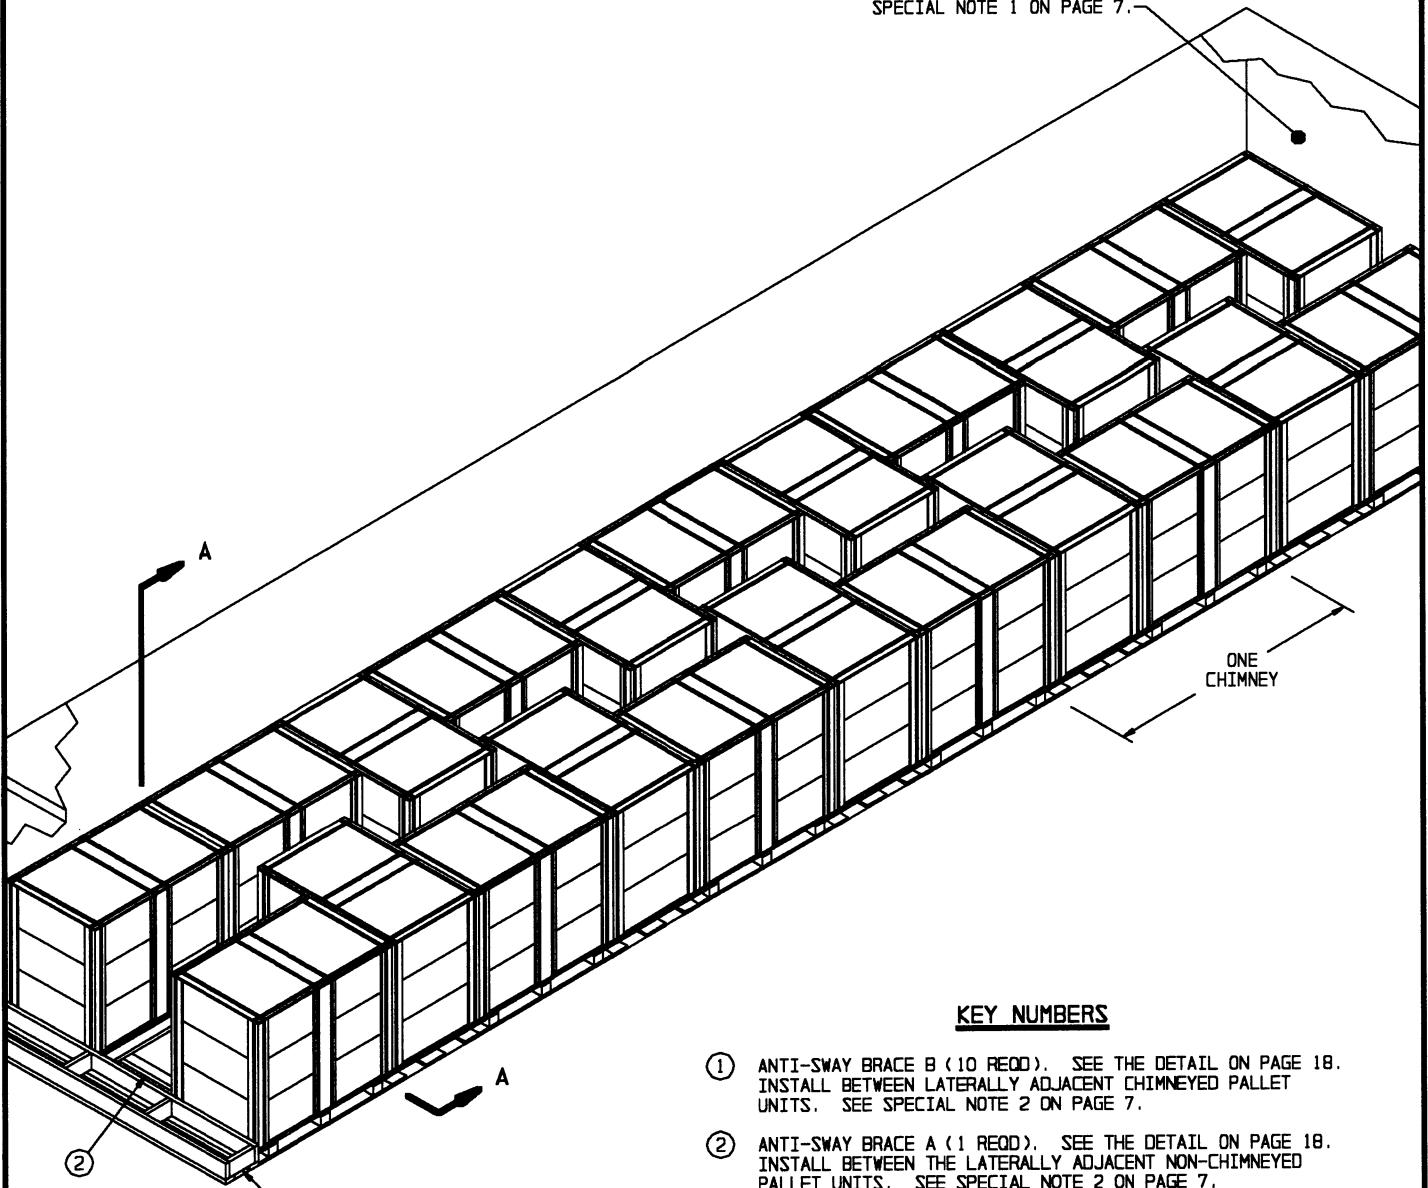 SPECIAL NOTE 1 ON PAGE 7.
A
ONE
CHIMNEY
A
2
KEY NUMBERS
1 ANTI-SWAY BRACE B (10 REQD). SEE THE DETAIL ON PAGE 18.
INSTALL BETWEEN LATERALLY ADJACENT CHIMNEYED PALLET
UNITS. SEE SPECIAL NOTE 2 ON PAGE 7.
2 ANTI-SWAY BRACE A (1 REQD). SEE THE DETAIL ON PAGE 18.
INSTALL BETWEEN THE LATERALLY ADJACENT NON-CHIMNEYED
PALLET UNITS. SEE SPECIAL NOTE 2 ON PAGE 7.